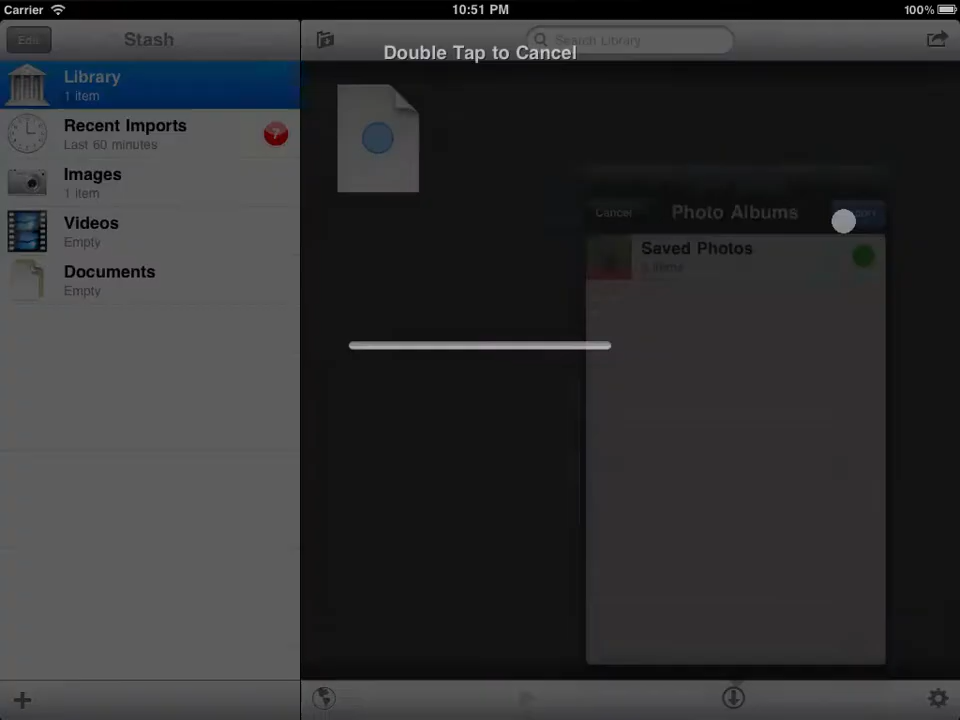 Carrier
10:51 PM
100%
Edit
Stash
Search Library
Double Tap to Cancel
Library
1 item
Recent Imports
Last 60 minutes
?
Images
1 item
Videos
Empty
Documents
Empty
Cancel
Photo Albums
Saved Photos